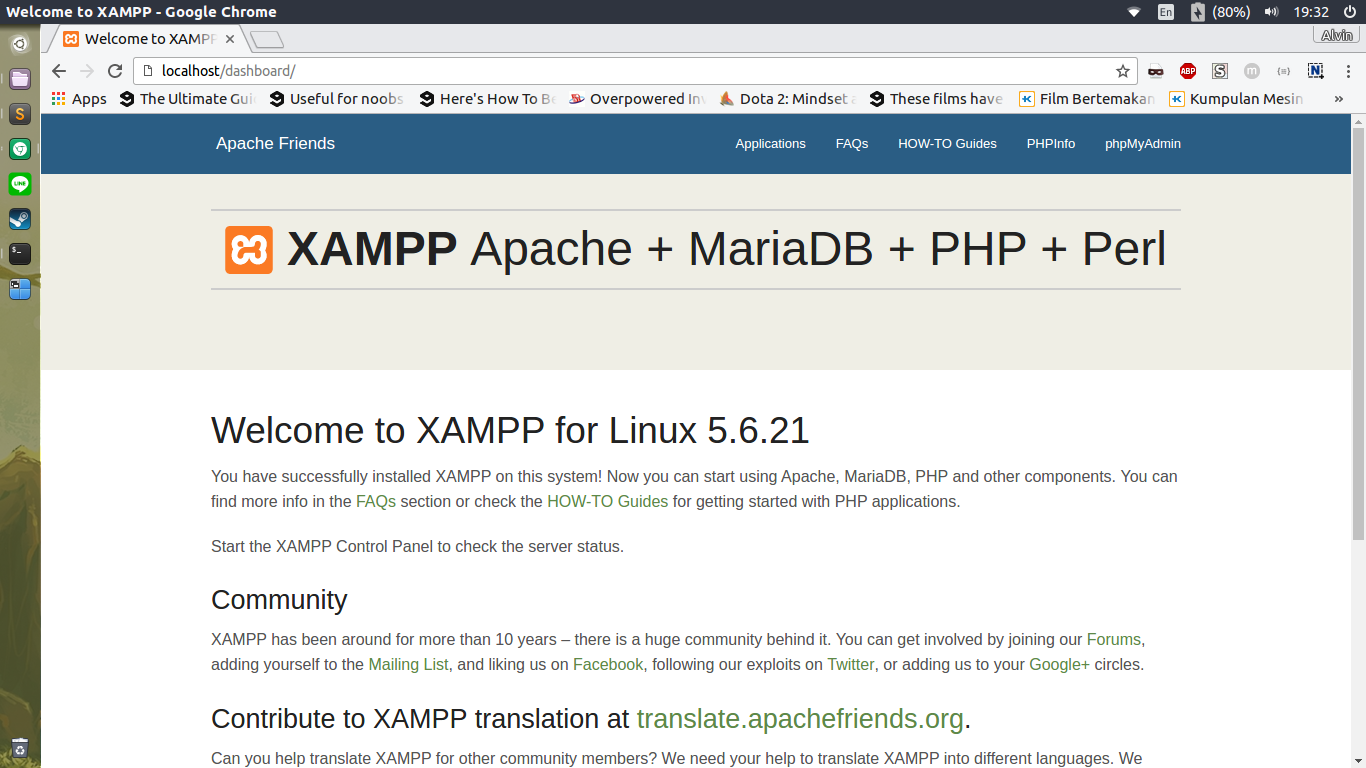 Welcome to XAMPP - Google Chrome
En
(80%)
19:32
Welcome to XAMPP
Alvin
localhost/dashboard/
ABP
Apps
The Ultimate Gui
Useful for noobs
Here's How To Be
Overpowered Inv
Dota 2: Mindset a
These films have
Film Bertemakan
Kumpulan Mesin
»
Apache Friends
Applications
FAQs
HOW-TO Guides
PHPInfo
phpMyAdmin
XAMPP Apache + MariaDB + PHP + Perl
Welcome to XAMPP for Linux 5.6.21
You have successfully installed XAMPP on this system! Now you can start using Apache, MariaDB, PHP and other components. You can
find more info in the FAQs section or check the HOW-TO Guides for getting started with PHP applications.
Start the XAMPP Control Panel to check the server status.
Community
XAMPP has been around for more than 10 years – there is a huge community behind it. You can get involved by joining our Forums,
adding yourself to the Mailing List, and liking us on Facebook, following our exploits on Twitter, or adding us to your Google+ circles.
Contribute to XAMPP translation at translate.apachefriends.org.
Can you help translate XAMPP for other community members? We need your help to translate XAMPP into different languages. We